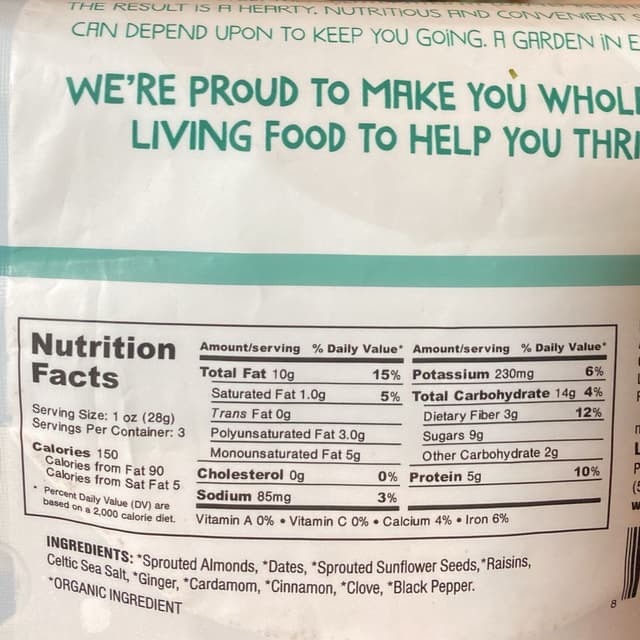 THE RESULT IS A HEARTY, NUTRITIOUS AND CONVENIENT
CAN DEPEND UPON TO KEEP YOU GOING. A GARDEN IN E
WE'RE PROUD TO MAKE YOU WHOL
LIVING FOOD TO HELP YOU THRI
Nutrition
Facts
Serving Size: 1 oz (28g)
Servings Per Container: 3
Calories 150
Calories from Fat 90
Calories from Sat Fat 5
* Percent Daily Value (DV) are
based on a 2,000 calorie diet.
Amount/serving % Daily Value*
Total Fat 10g 15%
Saturated Fat 1.0g 5%
Trans Fat 0g
Polyunsaturated Fat 3.0g
Monounsaturated Fat 5g
Cholesterol 0g 0%
Sodium 85mg 3%
Amount/serving % Daily Value*
Potassium 230mg 6%
Total Carbohydrate 14g 4%
Dietary Fiber 3g 12%
Sugars 9g
Other Carbohydrate 2g
Protein 5g 10%
Vitamin A 0% • Vitamin C 0% • Calcium 4% • Iron 6%
INGREDIENTS: *Sprouted Almonds, *Dates, *Sprouted Sunflower Seeds,*Raisins,
Celtic Sea Salt, *Ginger, *Cardamom, *Cinnamon, *Clove, *Black Pepper.
*ORGANIC INGREDIENT
8